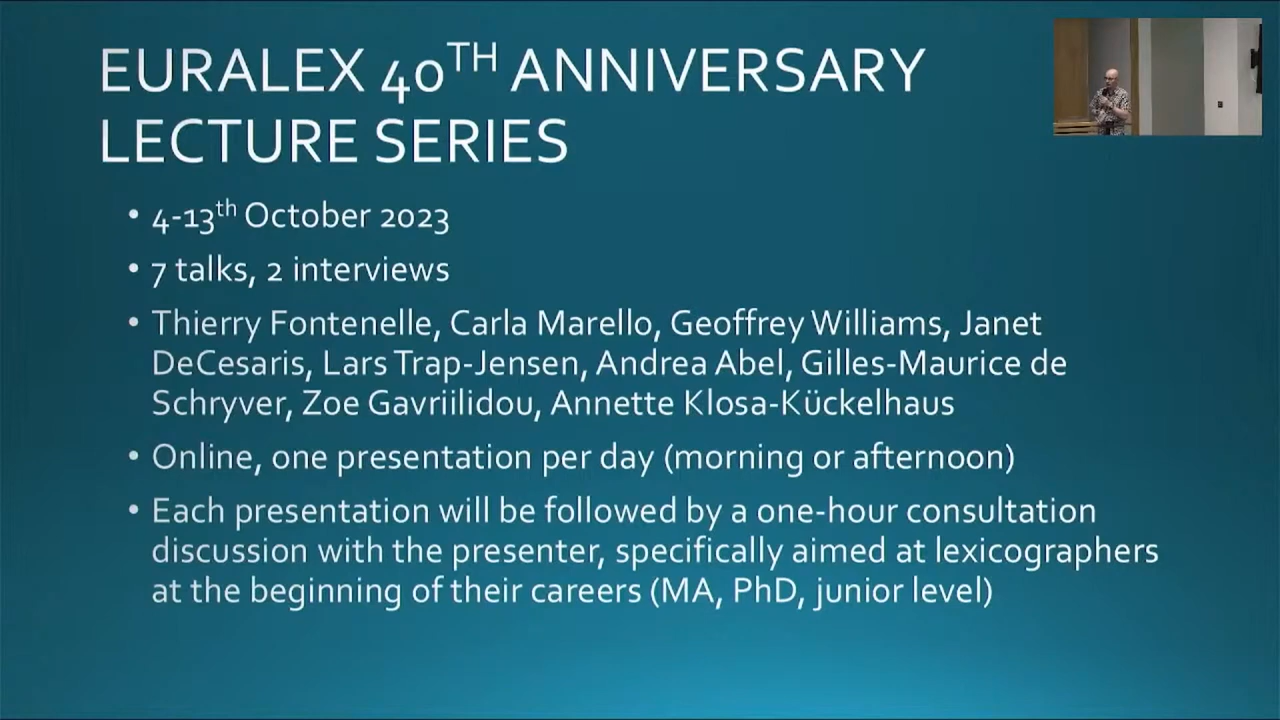 EURALEX 40TH ANNIVERSARY
LECTURE SERIES
• 4-13th October 2023
• 7 talks, 2 interviews
• Thierry Fontenelle, Carla Marello, Geoffrey Williams, Janet
DeCesaris, Lars Trap-Jensen, Andrea Abel, Gilles-Maurice de
Schryver, Zoe Gavriilidou, Annette Klosa-Kückelhaus
• Online, one presentation per day (morning or afternoon)
• Each presentation will be followed by a one-hour consultation
discussion with the presenter, specifically aimed at lexicographers
at the beginning of their careers (MA, PhD, junior level)